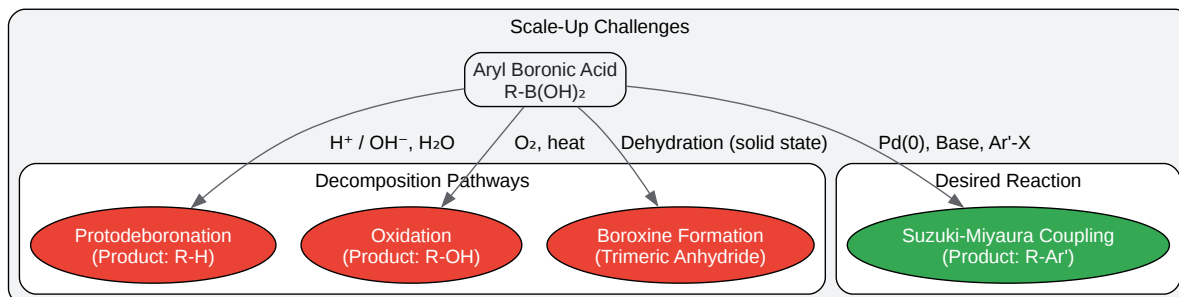 Scale-Up Challenges
Aryl Boronic Acid
R-B(OH)₂
H⁺ / OH⁻, H₂O
O₂, heat
Dehydration (solid state)
Pd(0), Base, Ar'-X
Decomposition Pathways
Desired Reaction
Protodeboronation
(Product: R-H)
Oxidation
(Product: R-OH)
Boroxine Formation
(Trimeric Anhydride)
Suzuki-Miyaura Coupling
(Product: R-Ar')